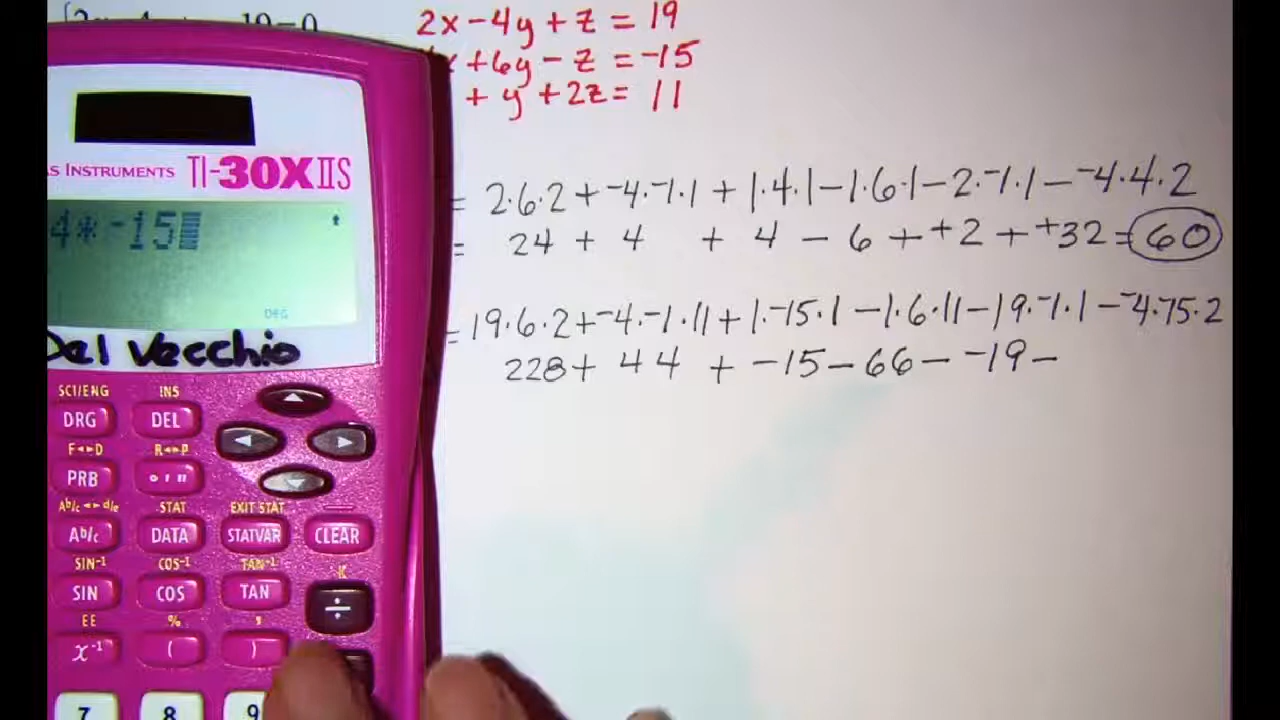 2x-4y+z=19
x+6y-z=-15
+y+2z=11
INSTRUMENTS TI-30X IIS
4*-15
DEG
= 2·6·2+-4·-1·1+1·4·1-1·6·1-2·-1·1--4·4·2
= 24+4+4-6++2++32=60
Del Vecchio
=19·6·2+-4·-1·11+1·-15·1-1·6·11-19·-1·1--4·-15·2
228+44+-15-66--19-
SCI/ENG INS
DRG DEL
F◄►D R◄►P
PRB ° ' "
Ab/c◄►d/e STAT EXIT STAT
Ab/c DATA STATVAR CLEAR
SIN-1 COS-1 TAN-1 K
SIN COS TAN ÷
EE % ,
x-1 ( )
7 8 9